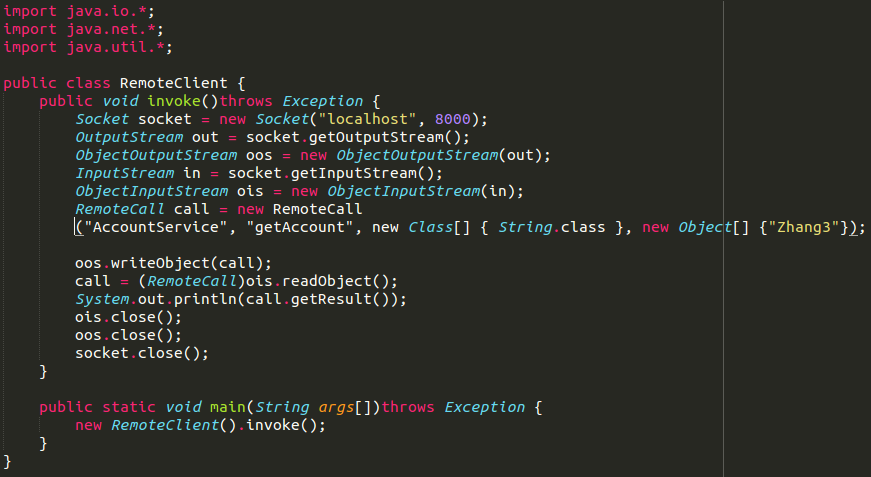 import java.io.*;
import java.net.*;
import java.util.*;
public class RemoteClient {
public void invoke()throws Exception {
Socket socket = new Socket("localhost", 8000);
OutputStream out = socket.getOutputStream();
ObjectOutputStream oos = new ObjectOutputStream(out);
InputStream in = socket.getInputStream();
ObjectInputStream ois = new ObjectInputStream(in);
RemoteCall call = new RemoteCall
("AccountService", "getAccount", new Class[] { String.class }, new Object[] {"Zhang3"});
oos.writeObject(call);
call = (RemoteCall)ois.readObject();
System.out.println(call.getResult());
ois.close();
oos.close();
socket.close();
}
public static void main(String args[])throws Exception {
new RemoteClient().invoke();
}
}